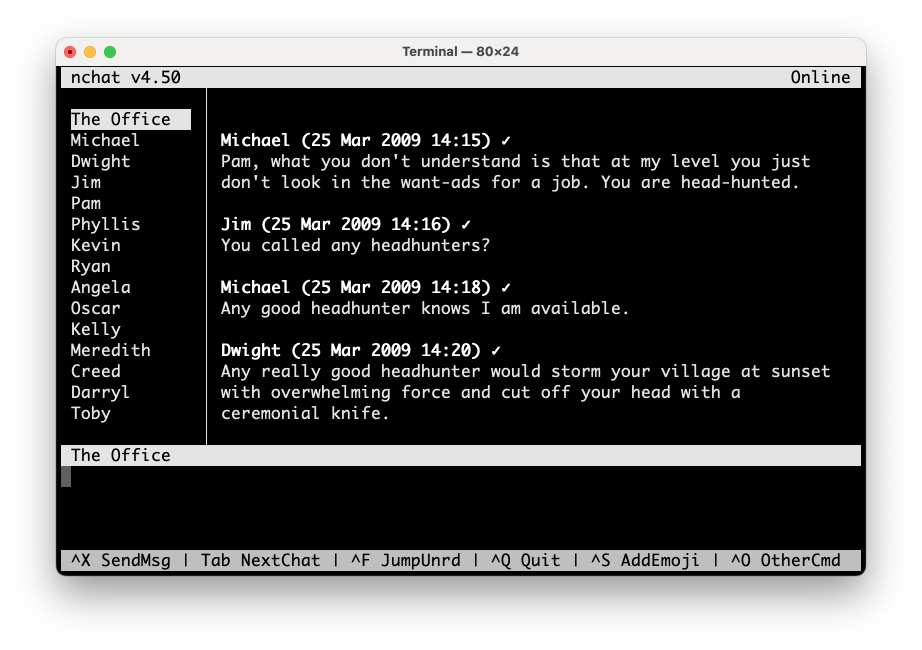 Terminal — 80×24
nchat v4.50 Online
The Office
Michael
Dwight
Jim
Pam
Phyllis
Kevin
Ryan
Angela
Oscar
Kelly
Meredith
Creed
Darryl
Toby
Michael (25 Mar 2009 14:15) ✓
Pam, what you don't understand is that at my level you just
don't look in the want-ads for a job. You are head-hunted.
Jim (25 Mar 2009 14:16) ✓
You called any headhunters?
Michael (25 Mar 2009 14:18) ✓
Any good headhunter knows I am available.
Dwight (25 Mar 2009 14:20) ✓
Any really good headhunter would storm your village at sunset
with overwhelming force and cut off your head with a
ceremonial knife.
The Office
^X SendMsg | Tab NextChat | ^F JumpUnrd | ^Q Quit | ^S AddEmoji | ^O OtherCmd